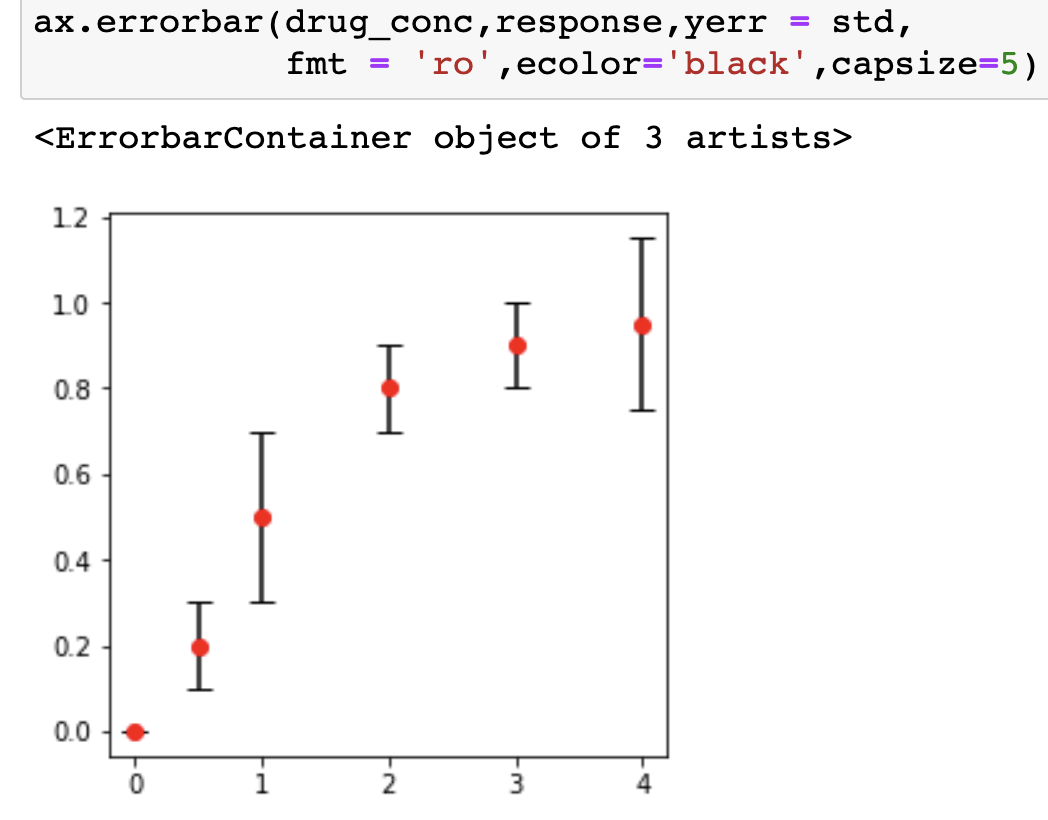 ax.errorbar(drug_conc,response,yerr = std,
fmt = 'ro',ecolor='black',capsize=5)
<ErrorbarContainer object of 3 artists>
1.2
1.0
0.8
0.6
0.4
0.2
0.0
0 1 2 3 4